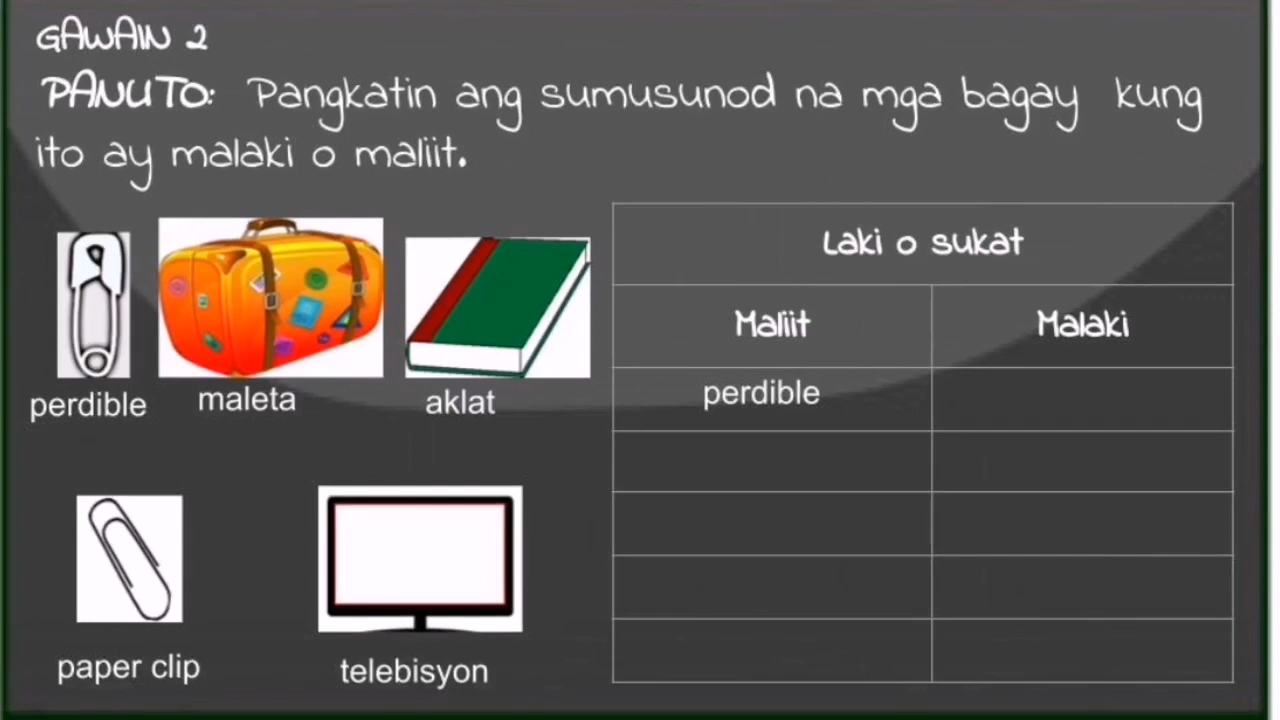 GAWAIN 2
PANUTO: Pangkatin ang sumusunod na mga bagay kung
ito ay malaki o maliit.
perdible
maleta
aklat
paper clip
telebisyon
Laki o sukat
Maliit
Malaki
perdible